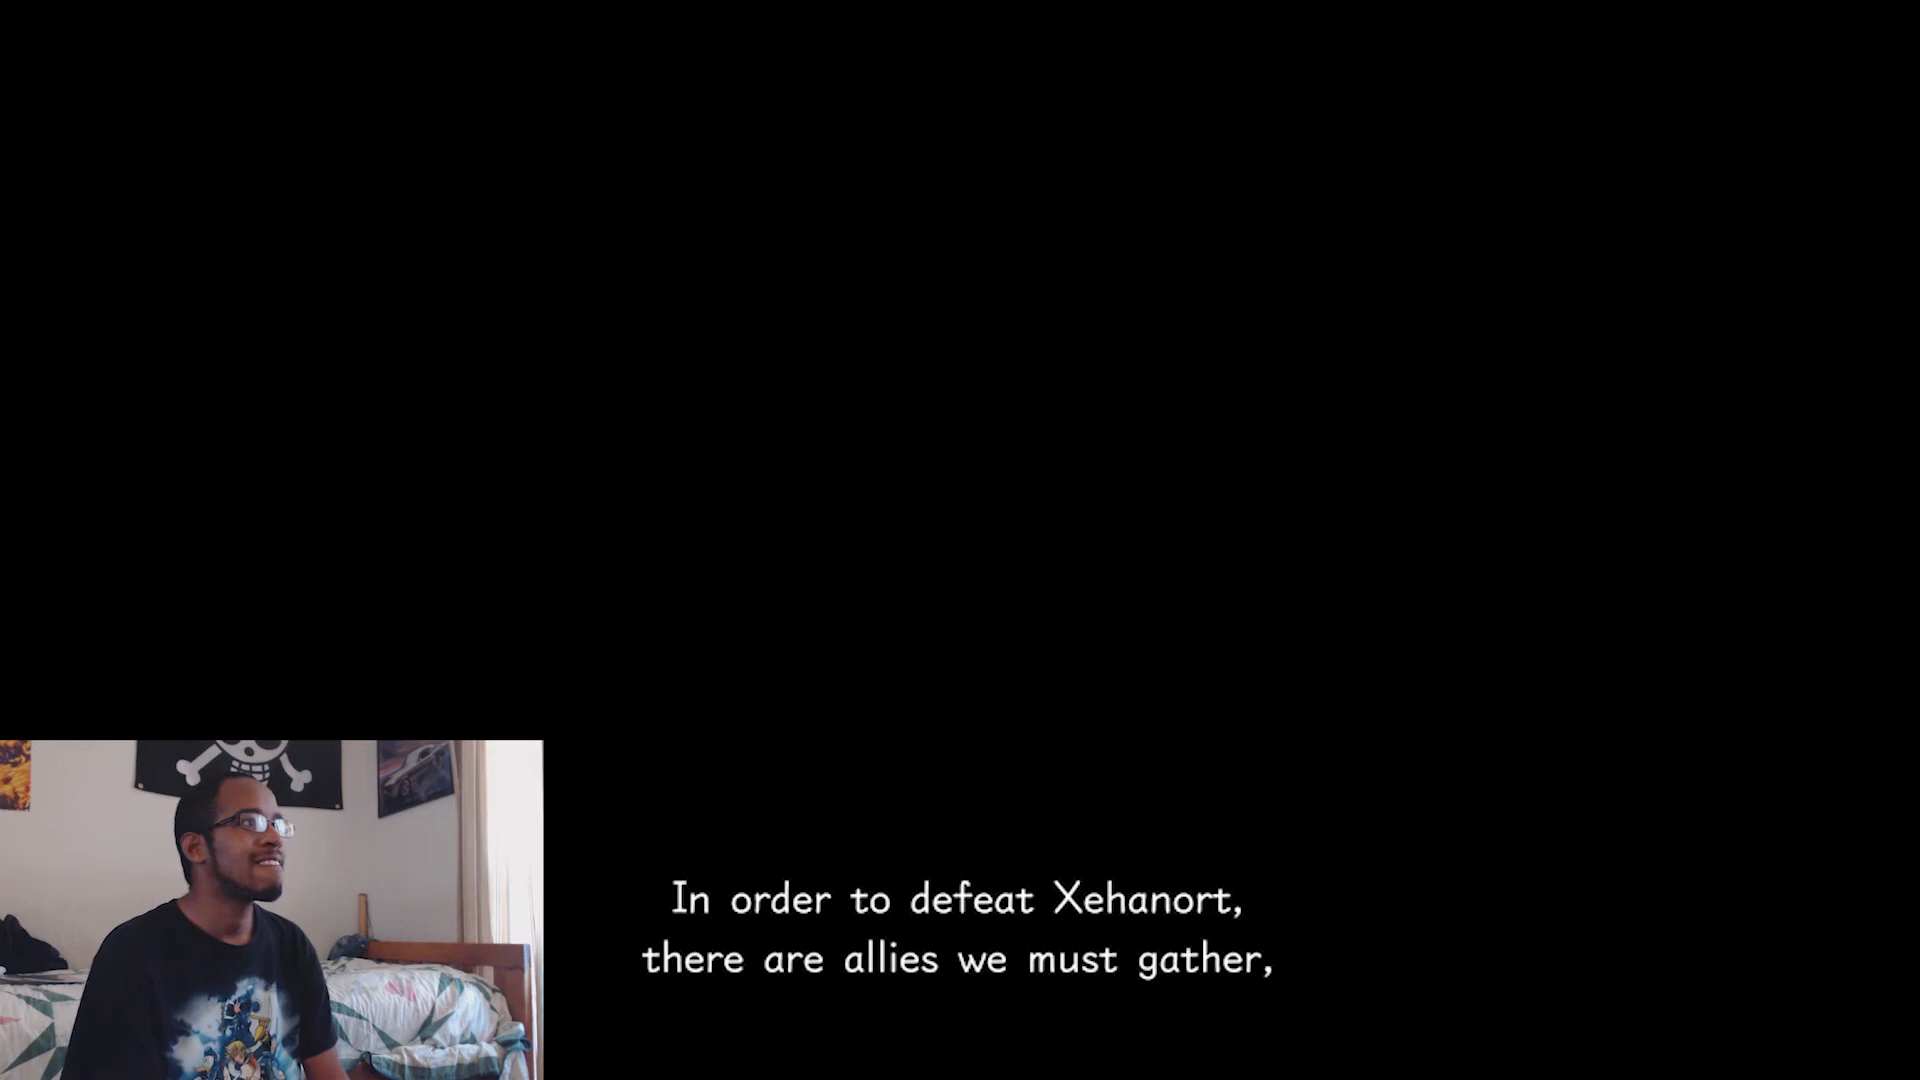 In order to defeat Xehanort,
there are allies we must gather,